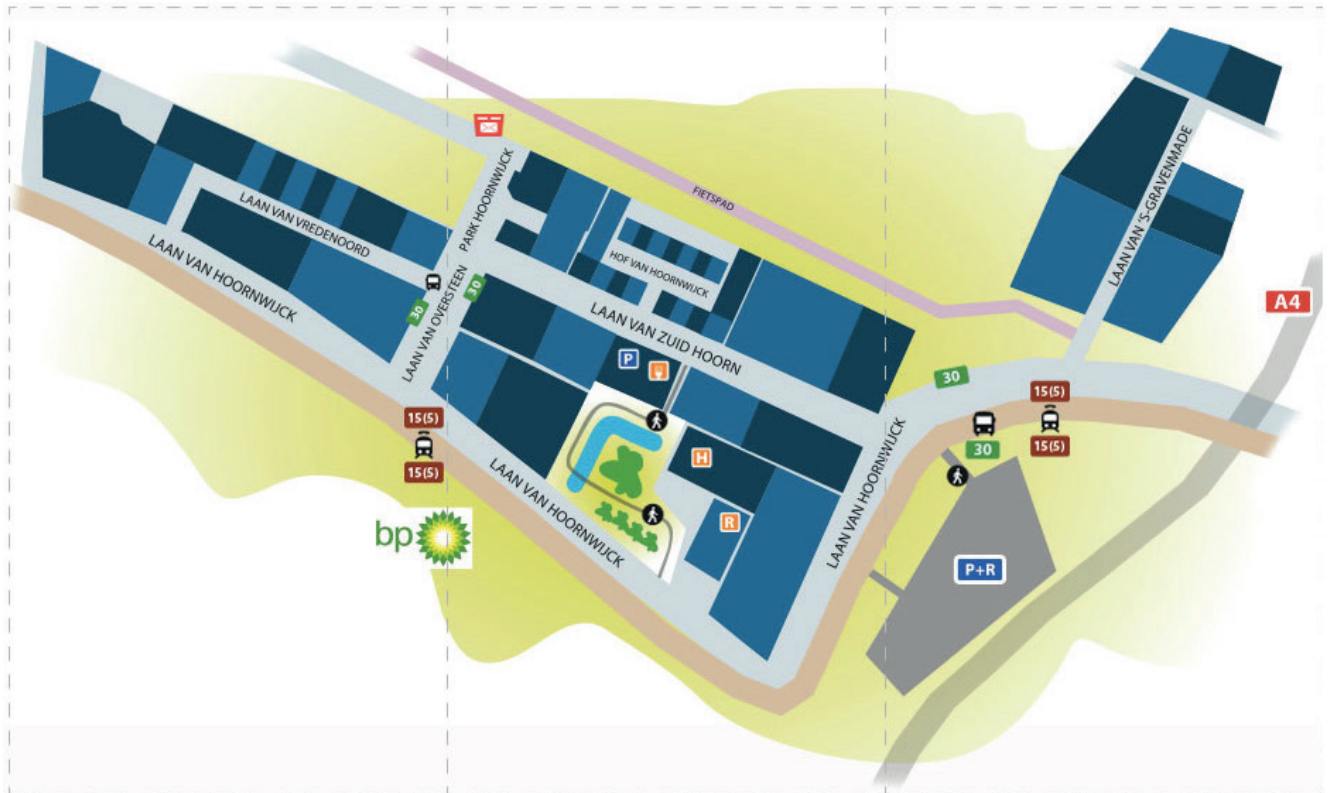 FIETSPAD
PARK HOORNWIJCK
LAAN VAN 'S-GRAVENMADE
LAAN VAN VREDENOORD
HOF VAN HOORNWIJCK
LAAN VAN HOORNWIJCK
30
30
LAAN VAN OVERSTEEN
A4
LAAN VAN ZUID HOORN
P
30
15(5)
15(5)
15(5)
15(5)
30
H
LAAN VAN HOORNWIJCK
LAAN VAN HOORNWIJCK
R
bp
P+R